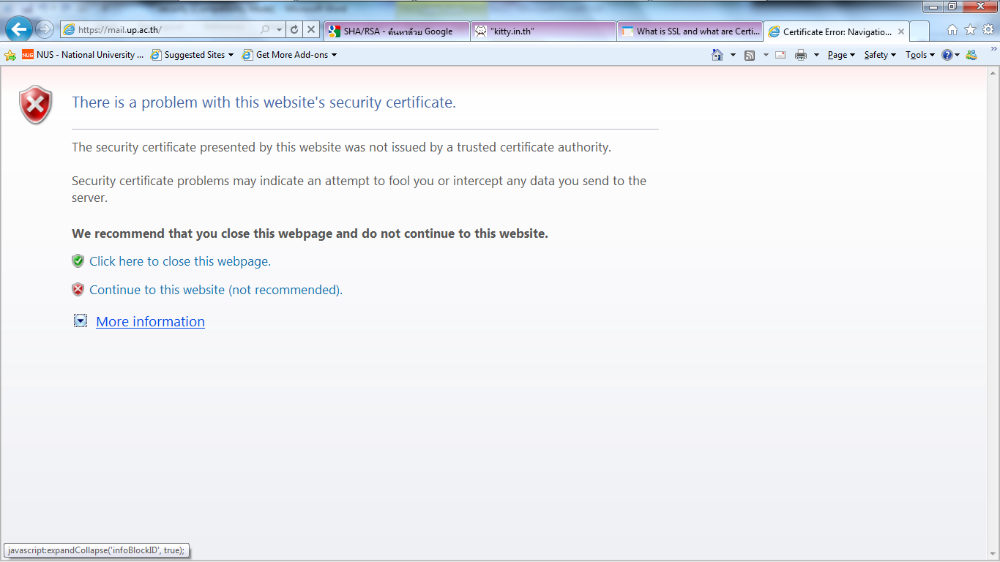 https://mail.up.ac.th/
SHA/RSA - ค้นหาด้วย Google
"kitty.in.th"
What is SSL and what are Certi...
Certificate Error: Navigatio...
NUS NUS - National University ...
Suggested Sites
Get More Add-ons
Page
Safety
Tools
There is a problem with this website's security certificate.
The security certificate presented by this website was not issued by a trusted certificate authority.
Security certificate problems may indicate an attempt to fool you or intercept any data you send to the
server.
We recommend that you close this webpage and do not continue to this website.
Click here to close this webpage.
Continue to this website (not recommended).
More information
javascript:expandCollapse('infoBlockID', true);